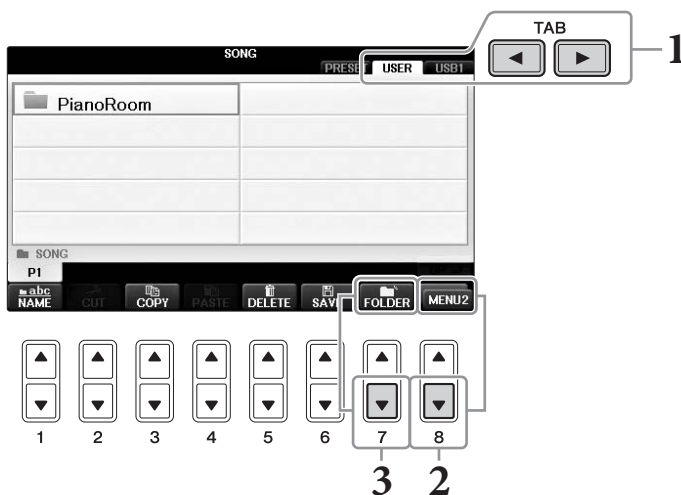 TAB
1
SONG
PRESET USER USB1
PianoRoom
SONG
P1
abc
NAME CUT COPY PASTE DELETE SAVE FOLDER MENU2
1 2 3 4 5 6 7 8
3 2